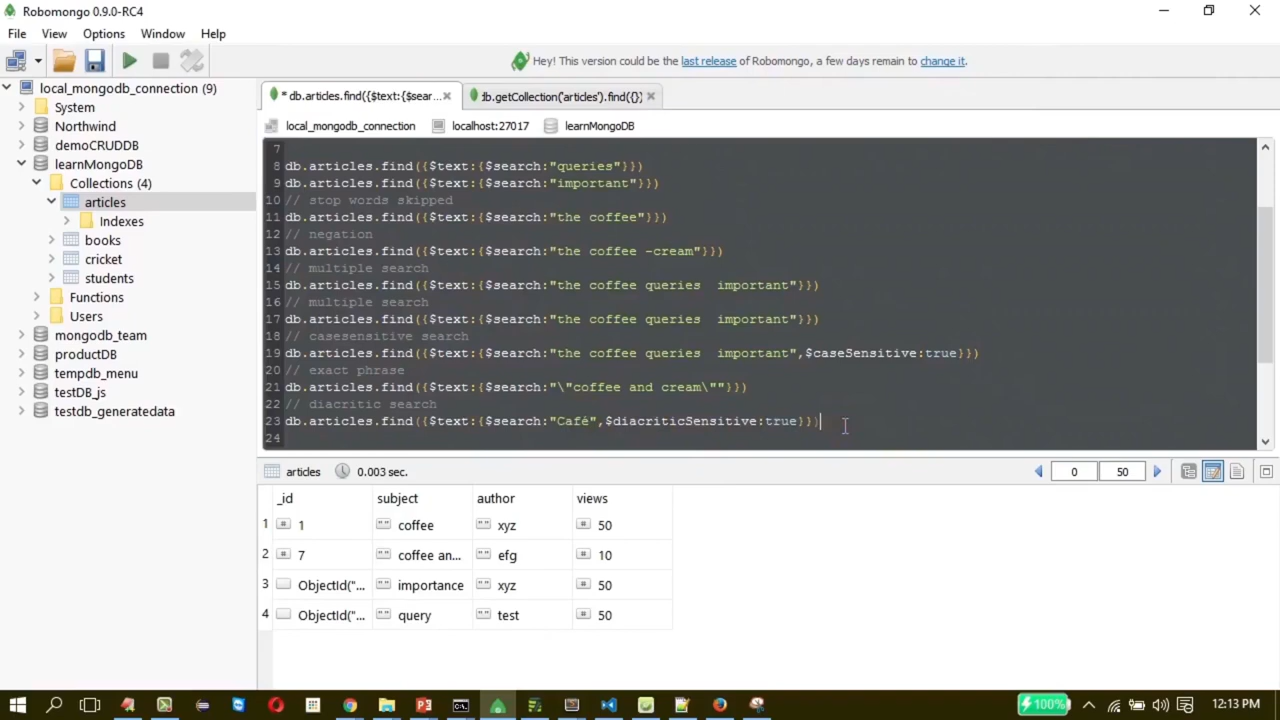 Robomongo 0.9.0-RC4
File View Options Window Help
Hey! This version could be the last release of Robomongo, a few days remain to change it.
local_mongodb_connection (9)
System
Northwind
demoCRUDDB
learnMongoDB
Collections (4)
articles
Indexes
books
cricket
students
Functions
Users
mongodb_team
productDB
tempdb_menu
testDB_js
testdb_generatedata
* db.articles.find({$text:{$sear...
db.getCollection('articles').find({})
local_mongodb_connection localhost:27017 learnMongoDB
7
8 db.articles.find({$text:{$search:"queries"}})
9 db.articles.find({$text:{$search:"important"}})
10 // stop words skipped
11 db.articles.find({$text:{$search:"the coffee"}})
12 // negation
13 db.articles.find({$text:{$search:"the coffee -cream"}})
14 // multiple search
15 db.articles.find({$text:{$search:"the coffee queries  important"}})
16 // multiple search
17 db.articles.find({$text:{$search:"the coffee queries  important"}})
18 // casesensitive search
19 db.articles.find({$text:{$search:"the coffee queries  important",$caseSensitive:true}})
20 // exact phrase
21 db.articles.find({$text:{$search:"\"coffee and cream\""}})
22 // diacritic search
23 db.articles.find({$text:{$search:"Café",$diacriticSensitive:true}})
24
articles 0.003 sec. 0 50
_id subject author views
1 1 coffee xyz 50
2 7 coffee an... efg 10
3 ObjectId("... importance xyz 50
4 ObjectId("... query test 50
100% 12:13 PM